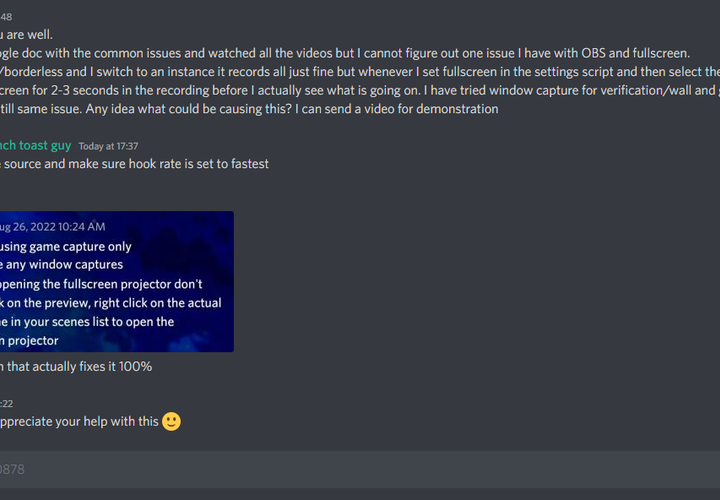 48
u are well.
gle doc with the common issues and watched all the videos but I cannot figure out one issue I have with OBS and fullscreen.
/borderless and I switch to an instance it records all just fine but whenever I set fullscreen in the settings script and then select the
creen for 2-3 seconds in the recording before I actually see what is going on. I have tried window capture for verification/wall and g
till same issue. Any idea what could be causing this? I can send a video for demonstration
nch toast guy Today at 17:37
e source and make sure hook rate is set to fastest
ug 26, 2022 10:24 AM
using game capture only
e any window captures
opening the fullscreen projector don't
k on the preview, right click on the actual
e in your scenes list to open the
n projector
n that actually fixes it 100%
:22
ppreciate your help with this 🙂
0878